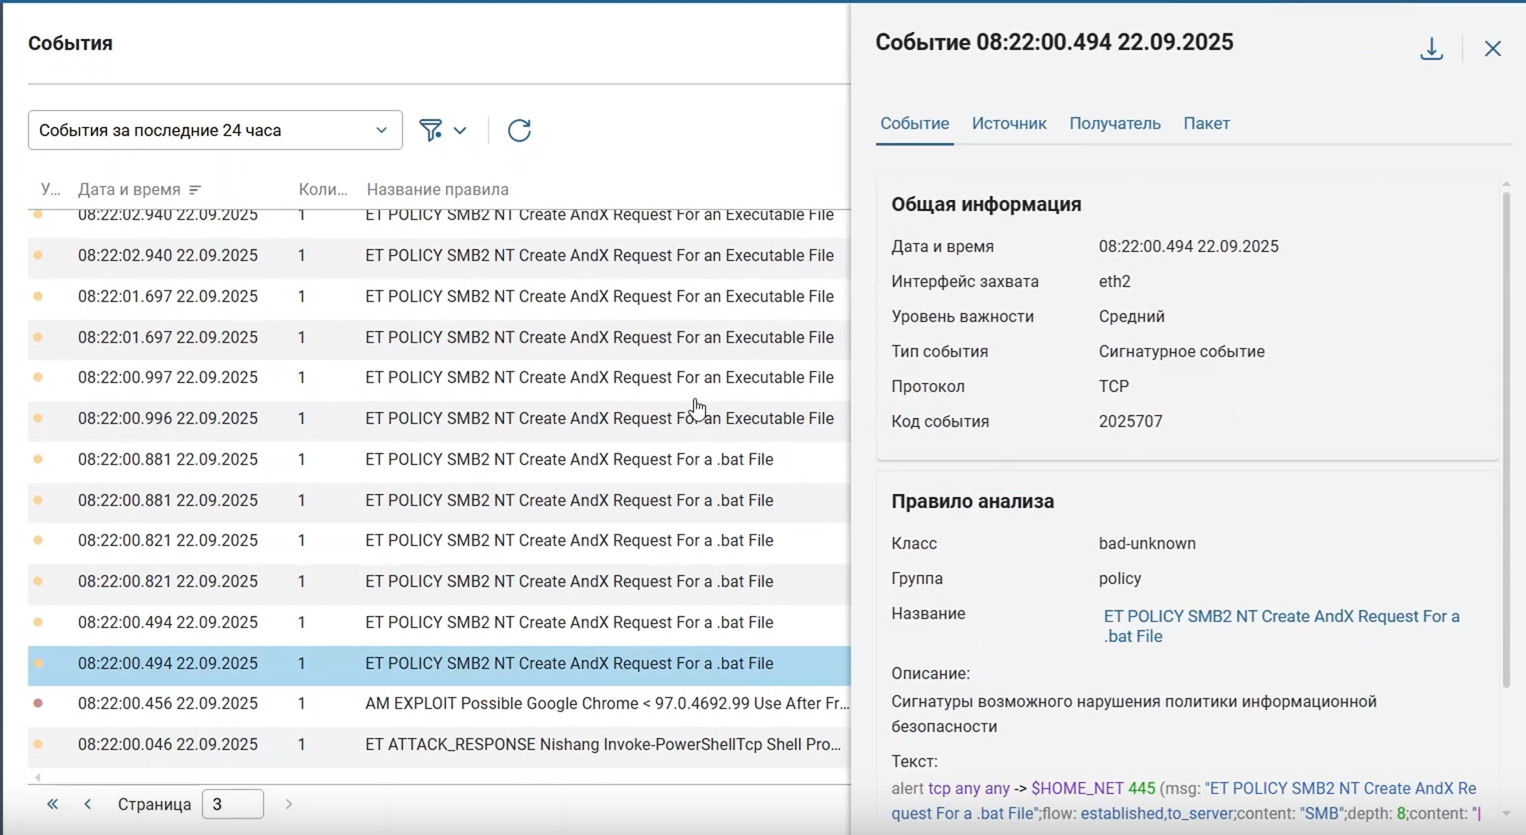 События
События за последние 24 часа
У... Дата и время Коли... Название правила
08:22:02.940 22.09.2025 1 ET POLICY SMB2 NT Create AndX Request For an Executable File
08:22:02.940 22.09.2025 1 ET POLICY SMB2 NT Create AndX Request For an Executable File
08:22:01.697 22.09.2025 1 ET POLICY SMB2 NT Create AndX Request For an Executable File
08:22:01.697 22.09.2025 1 ET POLICY SMB2 NT Create AndX Request For an Executable File
08:22:00.997 22.09.2025 1 ET POLICY SMB2 NT Create AndX Request For an Executable File
08:22:00.996 22.09.2025 1 ET POLICY SMB2 NT Create AndX Request For an Executable File
08:22:00.881 22.09.2025 1 ET POLICY SMB2 NT Create AndX Request For a .bat File
08:22:00.881 22.09.2025 1 ET POLICY SMB2 NT Create AndX Request For a .bat File
08:22:00.821 22.09.2025 1 ET POLICY SMB2 NT Create AndX Request For a .bat File
08:22:00.821 22.09.2025 1 ET POLICY SMB2 NT Create AndX Request For a .bat File
08:22:00.494 22.09.2025 1 ET POLICY SMB2 NT Create AndX Request For a .bat File
08:22:00.494 22.09.2025 1 ET POLICY SMB2 NT Create AndX Request For a .bat File
08:22:00.456 22.09.2025 1 AM EXPLOIT Possible Google Chrome < 97.0.4692.99 Use After Fr...
08:22:00.046 22.09.2025 1 ET ATTACK_RESPONSE Nishang Invoke-PowerShellTcp Shell Pro...
Страница 3
Событие 08:22:00.494 22.09.2025
Событие Источник Получатель Пакет
Общая информация
Дата и время 08:22:00.494 22.09.2025
Интерфейс захвата eth2
Уровень важности Средний
Тип события Сигнатурное событие
Протокол TCP
Код события 2025707
Правило анализа
Класс bad-unknown
Группа policy
Название ET POLICY SMB2 NT Create AndX Request For a
.bat File
Описание:
Сигнатуры возможного нарушения политики информационной
безопасности
Текст:
alert tcp any any -> $HOME_NET 445 (msg: "ET POLICY SMB2 NT Create AndX Re
quest For a .bat File";flow: established,to_server;content: "SMB";depth: 8;content: "|